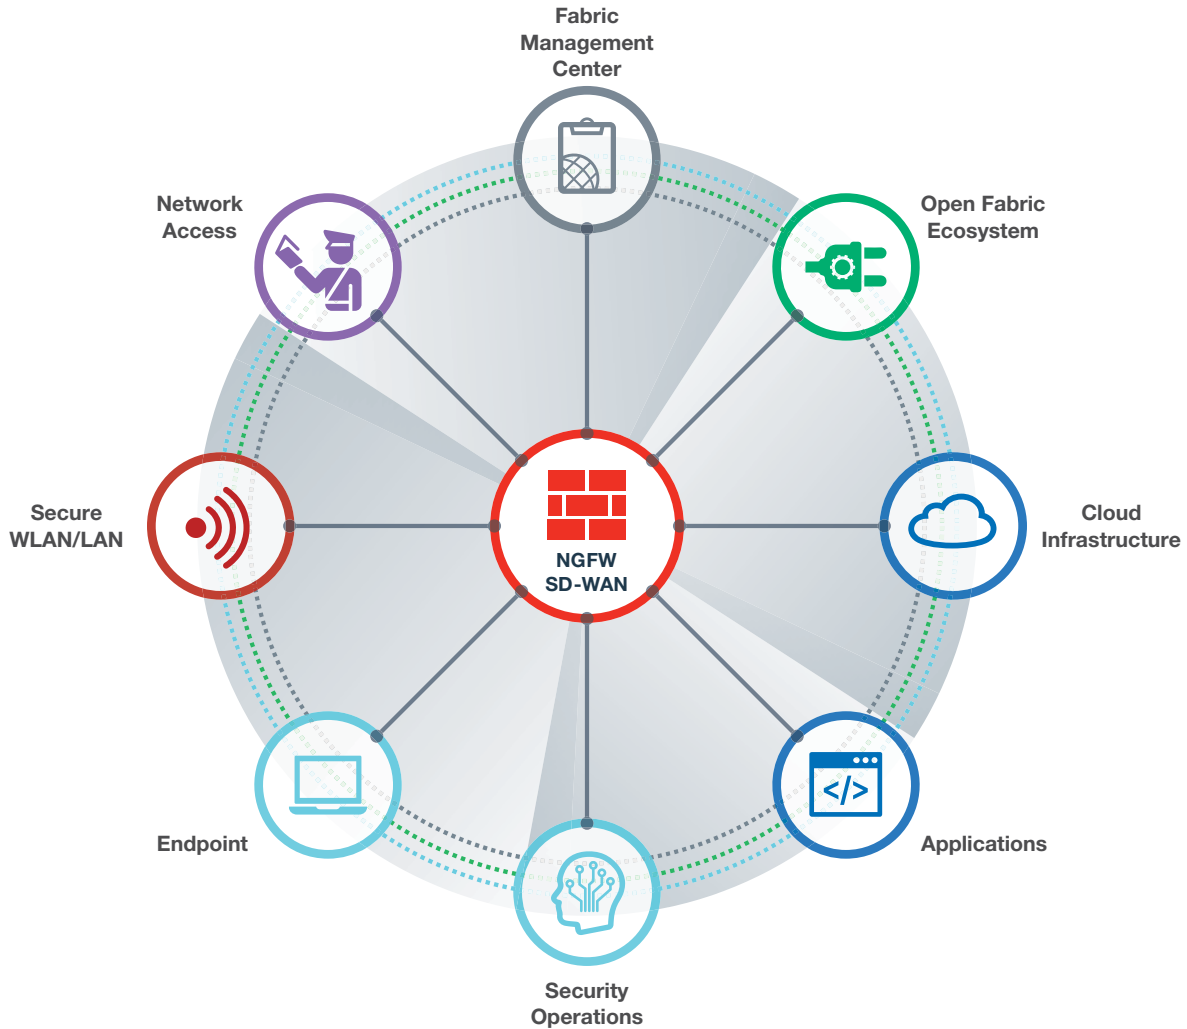 Fabric
Management
Center
Network
Access
Open Fabric
Ecosystem
Secure
WLAN/LAN
NGFW
SD-WAN
Cloud
Infrastructure
Endpoint
</>
Applications
Security
Operations